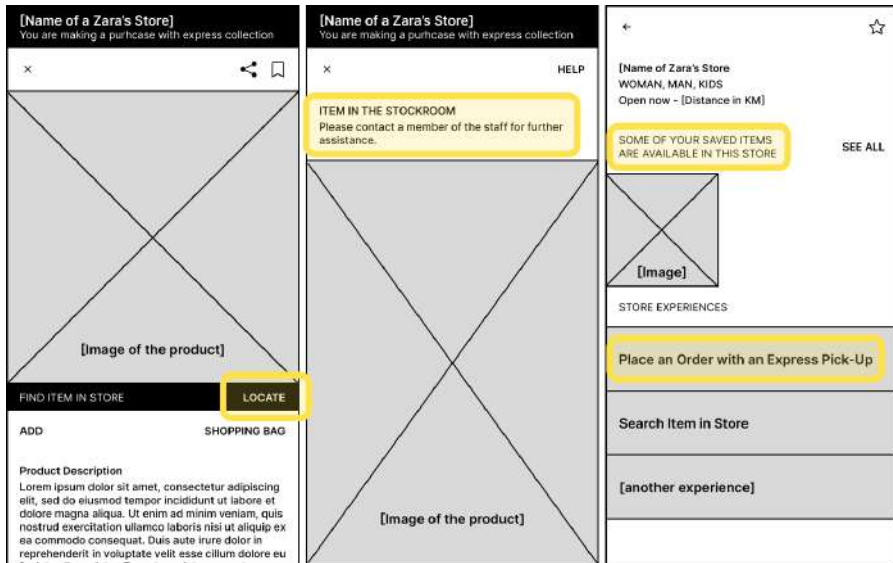 [Name of a Zara's Store]
You are making a purhcase with express collection
×
[Image of the product]
FIND ITEM IN STORE
LOCATE
ADD
SHOPPING BAG
Product Description
Lorem ipsum dolor sit amet, consectetur adipiscing
elit, sed do eiusmod tempor incididunt ut labore et
dolore magna aliqua. Ut enim ad minim veniam, quis
nostrud exercitation ullamco laboris nisi ut aliquip ex
ea commodo consequat. Duis aute irure dolor in
reprehenderit in voluptate velit esse cillum dolore eu
[Name of a Zara's Store]
You are making a purhcase with express collection
×
HELP
ITEM IN THE STOCKROOM
Please contact a member of the staff for further
assistance.
[Image of the product]
[Name of Zara's Store
WOMAN, MAN, KIDS
Open now - [Distance in KM]
SOME OF YOUR SAVED ITEMS
ARE AVAILABLE IN THIS STORE
SEE ALL
[Image]
STORE EXPERIENCES
Place an Order with an Express Pick-Up
Search Item in Store
[another experience]